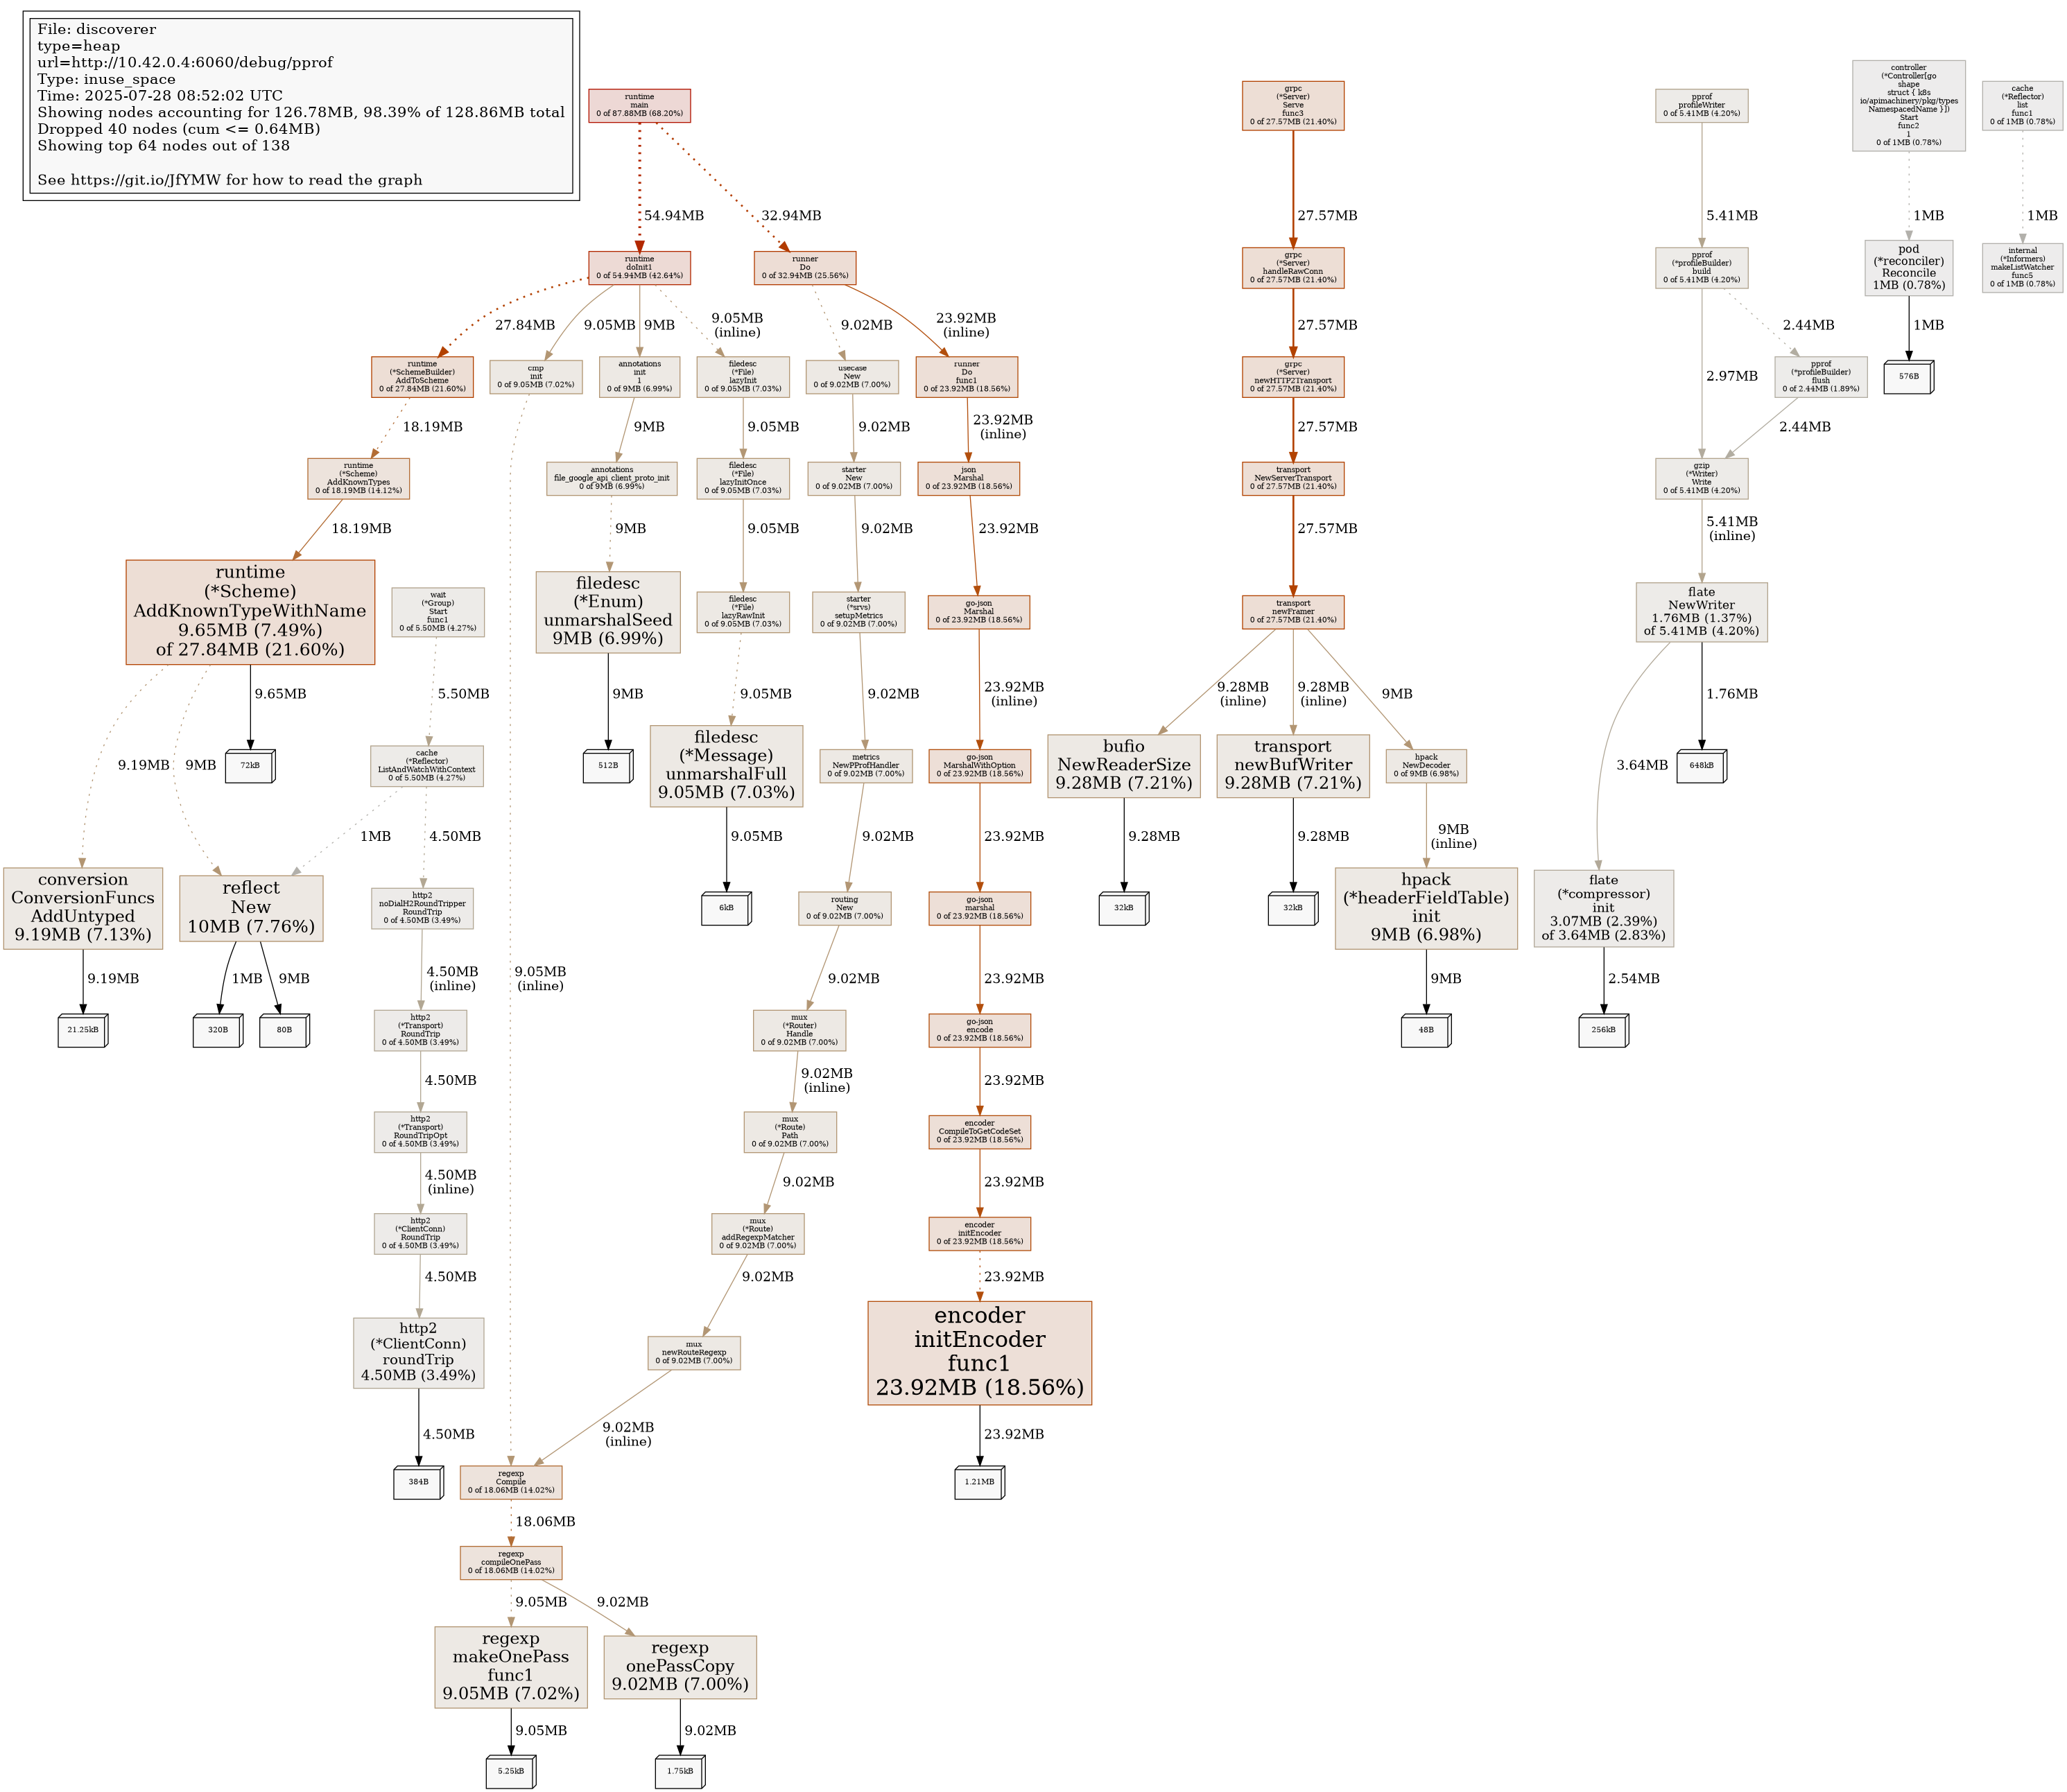 File: discoverer
type=heap
url=http://10.42.0.4:6060/debug/pprof
Type: inuse_space
Time: 2025-07-28 08:52:02 UTC
Showing nodes accounting for 126.78MB, 98.39% of 128.86MB total
Dropped 40 nodes (cum <= 0.64MB)
Showing top 64 nodes out of 138
See https://git.io/JfYMW for how to read the graph
runtime
main
0 of 87.88MB (68.20%)
grpc
(*Server)
Serve
func3
0 of 27.57MB (21.40%)
pprof
profileWriter
0 of 5.41MB (4.20%)
controller
(*Controller[go
shape
struct { k8s
io/apimachinery/pkg/types
NamespacedName }])
Start
func2
1
0 of 1MB (0.78%)
cache
(*Reflector)
list
func1
0 of 1MB (0.78%)
54.94MB
32.94MB
27.57MB
5.41MB
1MB
1MB
runtime
doInit1
0 of 54.94MB (42.64%)
runner
Do
0 of 32.94MB (25.56%)
grpc
(*Server)
handleRawConn
0 of 27.57MB (21.40%)
pprof
(*profileBuilder)
build
0 of 5.41MB (4.20%)
pod
(*reconciler)
Reconcile
1MB (0.78%)
internal
(*Informers)
makeListWatcher
func5
0 of 1MB (0.78%)
27.84MB
9.05MB
9MB
9.05MB
(inline)
9.02MB
23.92MB
(inline)
27.57MB
2.97MB
2.44MB
1MB
runtime
(*SchemeBuilder)
AddToScheme
0 of 27.84MB (21.60%)
cmp
init
0 of 9.05MB (7.02%)
annotations
init
1
0 of 9MB (6.99%)
filedesc
(*File)
lazyInit
0 of 9.05MB (7.03%)
usecase
New
0 of 9.02MB (7.00%)
runner
Do
func1
0 of 23.92MB (18.56%)
grpc
(*Server)
newHTTP2Transport
0 of 27.57MB (21.40%)
pprof
(*profileBuilder)
flush
0 of 2.44MB (1.89%)
576B
18.19MB
9MB
9.05MB
9.02MB
23.92MB
(inline)
27.57MB
2.44MB
runtime
(*Scheme)
AddKnownTypes
0 of 18.19MB (14.12%)
annotations
file_google_api_client_proto_init
0 of 9MB (6.99%)
filedesc
(*File)
lazyInitOnce
0 of 9.05MB (7.03%)
starter
New
0 of 9.02MB (7.00%)
json
Marshal
0 of 23.92MB (18.56%)
transport
NewServerTransport
0 of 27.57MB (21.40%)
gzip
(*Writer)
Write
0 of 5.41MB (4.20%)
18.19MB
9MB
9.05MB
9.02MB
23.92MB
27.57MB
5.41MB
(inline)
runtime
(*Scheme)
AddKnownTypeWithName
9.65MB (7.49%)
of 27.84MB (21.60%)
wait
(*Group)
Start
func1
0 of 5.50MB (4.27%)
filedesc
(*Enum)
unmarshalSeed
9MB (6.99%)
filedesc
(*File)
lazyRawInit
0 of 9.05MB (7.03%)
starter
(*srvs)
setupMetrics
0 of 9.02MB (7.00%)
go-json
Marshal
0 of 23.92MB (18.56%)
transport
newFramer
0 of 27.57MB (21.40%)
flate
NewWriter
1.76MB (1.37%)
of 5.41MB (4.20%)
9.19MB
9MB
9.65MB
5.50MB
9MB
9.05MB
9.02MB
23.92MB
(inline)
9.28MB
(inline)
9.28MB
(inline)
9MB
3.64MB
1.76MB
72kB
cache
(*Reflector)
ListAndWatchWithContext
0 of 5.50MB (4.27%)
512B
filedesc
(*Message)
unmarshalFull
9.05MB (7.03%)
metrics
NewPProfHandler
0 of 9.02MB (7.00%)
go-json
MarshalWithOption
0 of 23.92MB (18.56%)
bufio
NewReaderSize
9.28MB (7.21%)
transport
newBufWriter
9.28MB (7.21%)
hpack
NewDecoder
0 of 9MB (6.98%)
648kB
1MB
4.50MB
9.05MB
9.02MB
23.92MB
9.28MB
9.28MB
9MB
(inline)
conversion
ConversionFuncs
AddUntyped
9.19MB (7.13%)
reflect
New
10MB (7.76%)
http2
noDialH2RoundTripper
RoundTrip
0 of 4.50MB (3.49%)
6kB
routing
New
0 of 9.02MB (7.00%)
go-json
marshal
0 of 23.92MB (18.56%)
32kB
32kB
hpack
(*headerFieldTable)
init
9MB (6.98%)
flate
(*compressor)
init
3.07MB (2.39%)
of 3.64MB (2.83%)
9.19MB
1MB
9MB
4.50MB
(inline)
9.05MB
(inline)
9.02MB
23.92MB
9MB
2.54MB
21.25kB
320B
80B
http2
(*Transport)
RoundTrip
0 of 4.50MB (3.49%)
mux
(*Router)
Handle
0 of 9.02MB (7.00%)
go-json
encode
0 of 23.92MB (18.56%)
48B
256kB
4.50MB
9.02MB
(inline)
23.92MB
http2
(*Transport)
RoundTripOpt
0 of 4.50MB (3.49%)
mux
(*Route)
Path
0 of 9.02MB (7.00%)
encoder
CompileToGetCodeSet
0 of 23.92MB (18.56%)
4.50MB
(inline)
9.02MB
23.92MB
http2
(*ClientConn)
RoundTrip
0 of 4.50MB (3.49%)
mux
(*Route)
addRegexpMatcher
0 of 9.02MB (7.00%)
encoder
initEncoder
0 of 23.92MB (18.56%)
4.50MB
9.02MB
23.92MB
http2
(*ClientConn)
roundTrip
4.50MB (3.49%)
mux
newRouteRegexp
0 of 9.02MB (7.00%)
encoder
initEncoder
func1
23.92MB (18.56%)
4.50MB
9.02MB
(inline)
23.92MB
384B
regexp
Compile
0 of 18.06MB (14.02%)
1.21MB
18.06MB
regexp
compileOnePass
0 of 18.06MB (14.02%)
9.05MB
9.02MB
regexp
makeOnePass
func1
9.05MB (7.02%)
regexp
onePassCopy
9.02MB (7.00%)
9.05MB
9.02MB
5.25kB
1.75kB